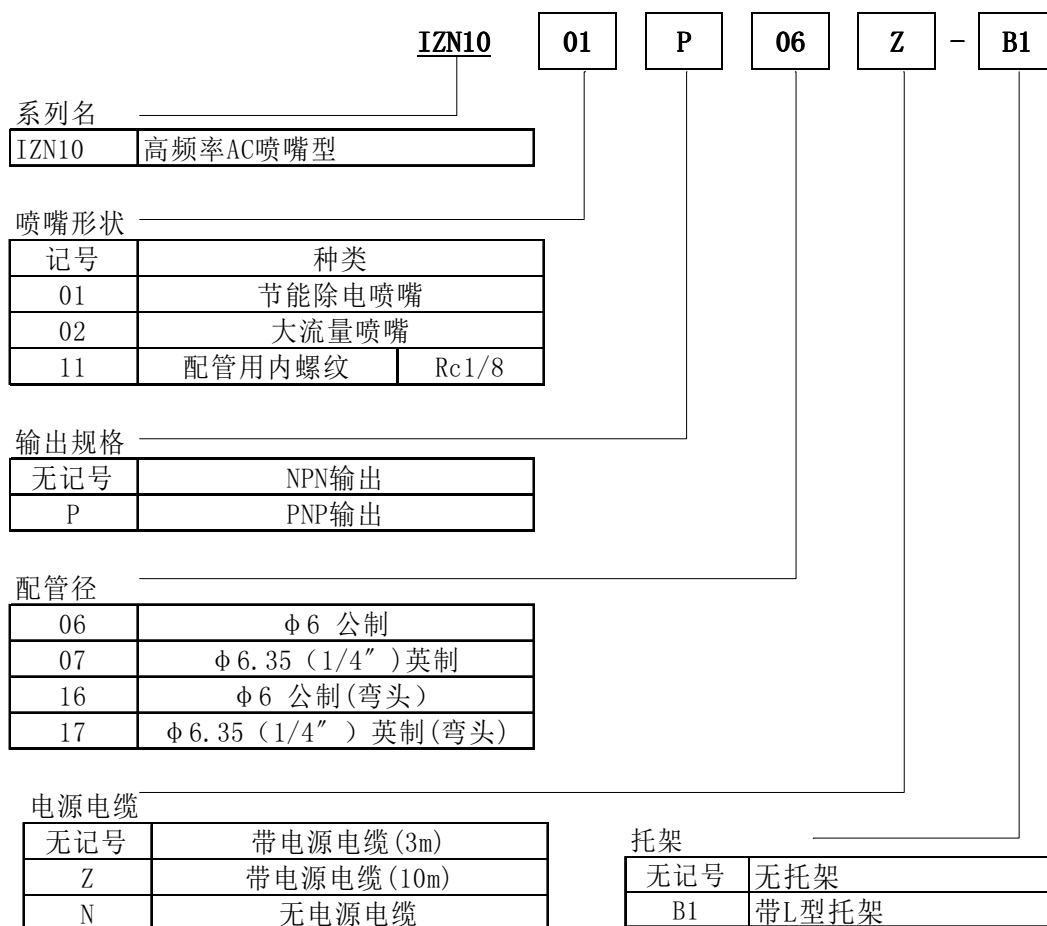 IZN10 01 P 06 Z - B1
系列名
IZN10 高频率AC喷嘴型
喷嘴形状
记号 种类
01 节能除电喷嘴
02 大流量喷嘴
11 配管用内螺纹 Rc1/8
输出规格
无记号 NPN输出
P PNP输出
配管径
06 φ6 公制
07 φ6.35（1/4″)英制
16 φ6 公制(弯头）
17 φ6.35（1/4″）英制(弯头)
电源电缆
无记号 带电源电缆(3m)
Z 带电源电缆(10m)
N 无电源电缆
托架
无记号 无托架
B1 带L型托架